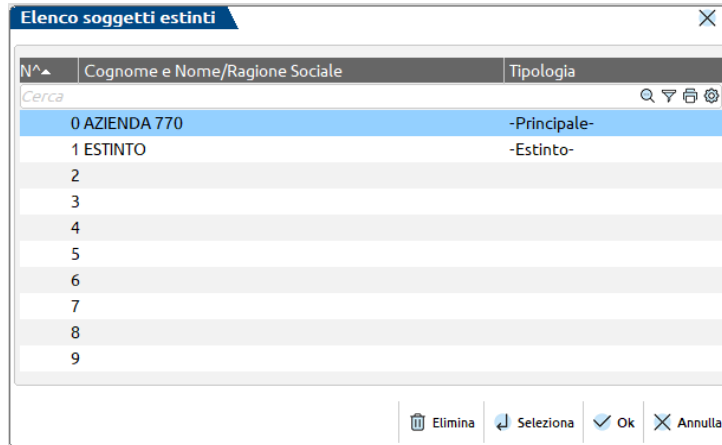 Elenco soggetti estinti
N^ Cognome e Nome/Ragione Sociale Tipologia
Cerca
0 AZIENDA 770 -Principale-
1 ESTINTO -Estinto-
2
3
4
5
6
7
8
9
Elimina Seleziona Ok Annulla